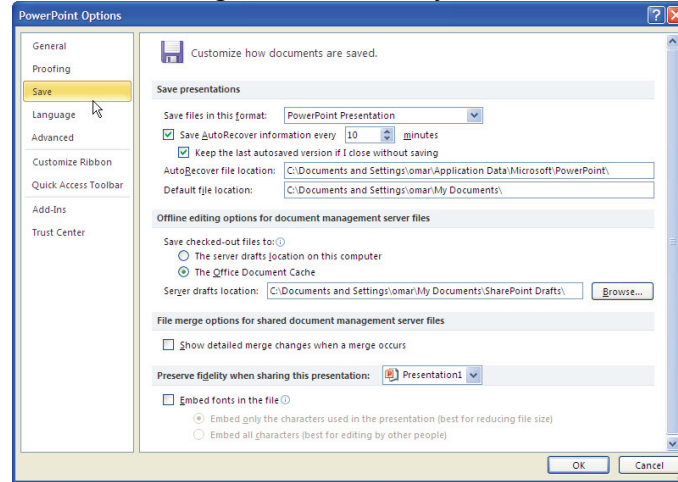 PowerPoint Options
General
Proofing
Save
Language
Advanced
Customize Ribbon
Quick Access Toolbar
Add-Ins
Trust Center
Customize how documents are saved.
Save presentations
Save files in this format: PowerPoint Presentation
Save AutoRecover information every 10 minutes
Keep the last autosaved version if I close without saving
AutoRecover file location: C:\Documents and Settings\omar\Application Data\Microsoft\PowerPoint\
Default file location: C:\Documents and Settings\omar\My Documents\
Offline editing options for document management server files
Save checked-out files to:
The server drafts location on this computer
The Office Document Cache
Server drafts location: C:\Documents and Settings\omar\My Documents\SharePoint Drafts\ Browse...
File merge options for shared document management server files
Show detailed merge changes when a merge occurs
Preserve fidelity when sharing this presentation: Presentation1
Embed fonts in the file
Embed only the characters used in the presentation (best for reducing file size)
Embed all characters (best for editing by other people)
OK Cancel